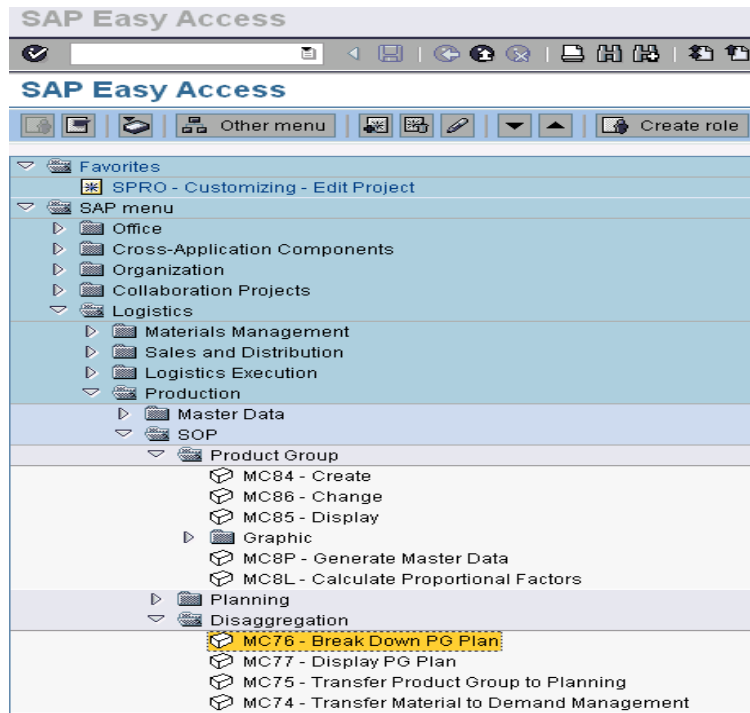 SAP Easy Access
SAP Easy Access
Other menu Create role
Favorites
SPRO - Customizing - Edit Project
SAP menu
Office
Cross-Application Components
Organization
Collaboration Projects
Logistics
Materials Management
Sales and Distribution
Logistics Execution
Production
Master Data
SOP
Product Group
MC84 - Create
MC86 - Change
MC85 - Display
Graphic
MC8P - Generate Master Data
MC8L - Calculate Proportional Factors
Planning
Disaggregation
MC76 - Break Down PG Plan
MC77 - Display PG Plan
MC75 - Transfer Product Group to Planning
MC74 - Transfer Material to Demand Management